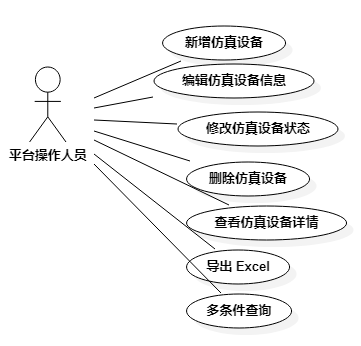 新增仿真设备
编辑仿真设备信息
修改仿真设备状态
平台操作人员
删除仿真设备
查看仿真设备详情
导出 Excel
多条件查询